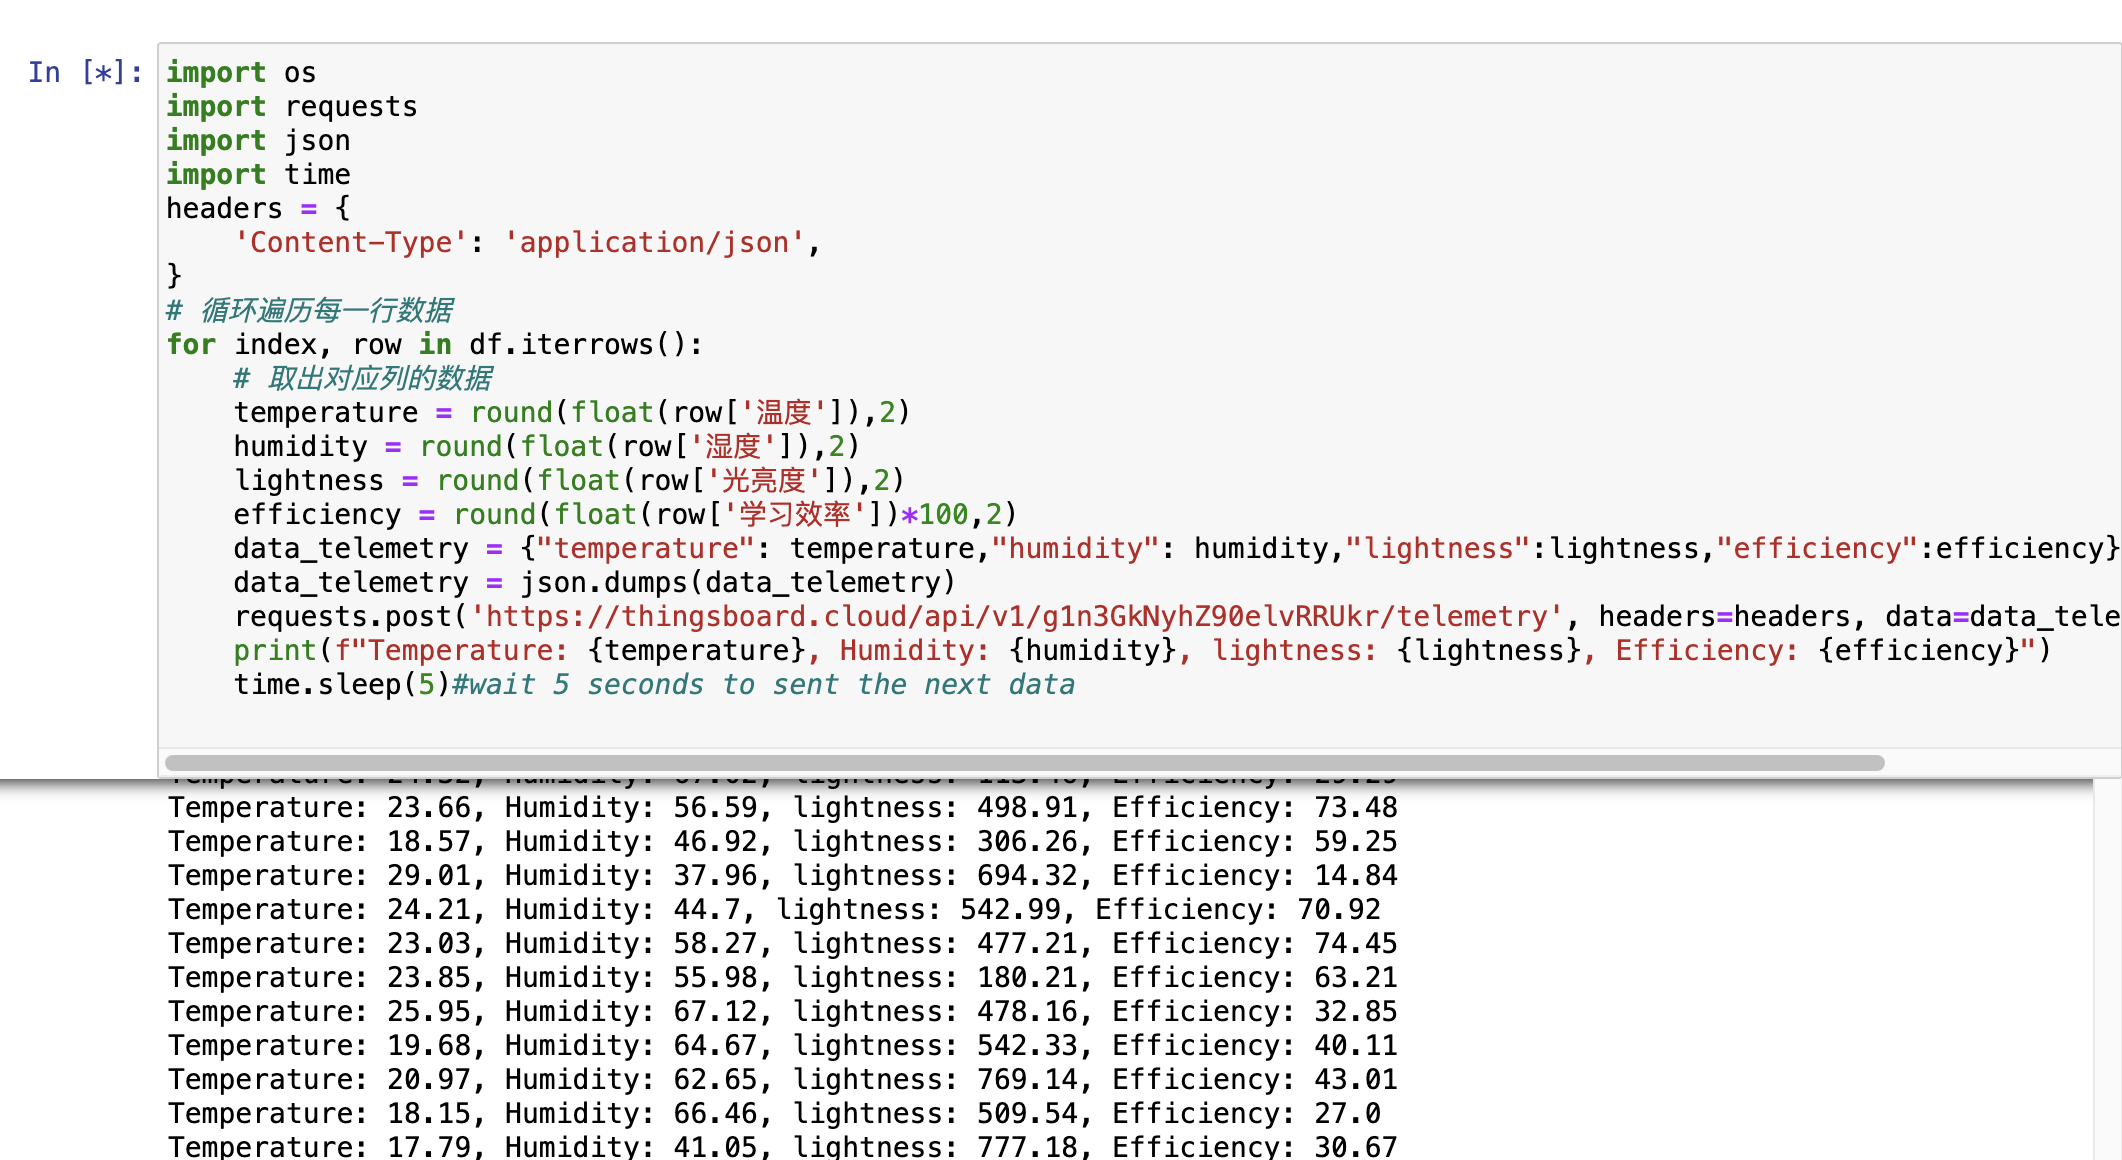 In [*]:
import os
import requests
import json
import time
headers = {
    'Content-Type': 'application/json',
}
# 循环遍历每一行数据
for index, row in df.iterrows():
    # 取出对应列的数据
    temperature = round(float(row['温度']),2)
    humidity = round(float(row['湿度']),2)
    lightness = round(float(row['光亮度']),2)
    efficiency = round(float(row['学习效率'])*100,2)
    data_telemetry = {"temperature": temperature,"humidity": humidity,"lightness":lightness,"efficiency":efficiency}
    data_telemetry = json.dumps(data_telemetry)
    requests.post('https://thingsboard.cloud/api/v1/g1n3GkNyhZ90elvRRUkr/telemetry', headers=headers, data=data_tele
    print(f"Temperature: {temperature}, Humidity: {humidity}, lightness: {lightness}, Efficiency: {efficiency}")
    time.sleep(5)#wait 5 seconds to sent the next data
Temperature: Humidity: lightness: Efficiency:
Temperature: 23.66, Humidity: 56.59, lightness: 498.91, Efficiency: 73.48
Temperature: 18.57, Humidity: 46.92, lightness: 306.26, Efficiency: 59.25
Temperature: 29.01, Humidity: 37.96, lightness: 694.32, Efficiency: 14.84
Temperature: 24.21, Humidity: 44.7, lightness: 542.99, Efficiency: 70.92
Temperature: 23.03, Humidity: 58.27, lightness: 477.21, Efficiency: 74.45
Temperature: 23.85, Humidity: 55.98, lightness: 180.21, Efficiency: 63.21
Temperature: 25.95, Humidity: 67.12, lightness: 478.16, Efficiency: 32.85
Temperature: 19.68, Humidity: 64.67, lightness: 542.33, Efficiency: 40.11
Temperature: 20.97, Humidity: 62.65, lightness: 769.14, Efficiency: 43.01
Temperature: 18.15, Humidity: 66.46, lightness: 509.54, Efficiency: 27.0
Temperature: 17.79, Humidity: 41.05, lightness: 777.18, Efficiency: 30.67